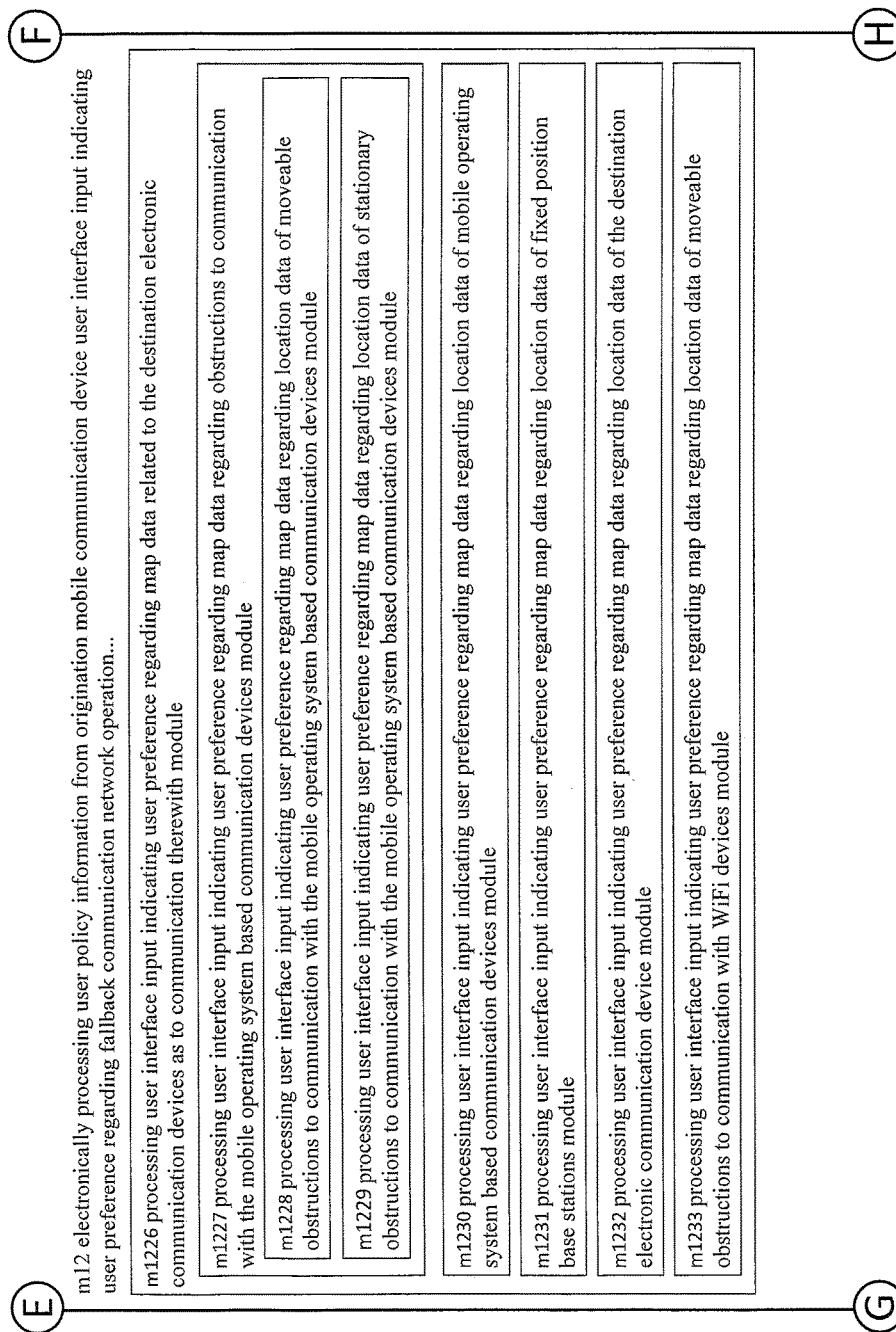 E
F
m12 electronically processing user policy information from origination mobile communication device user interface input indicating
user preference regarding fallback communication network operation...
m1226 processing user interface input indicating user preference regarding map data related to the destination electronic
communication devices as to communication therewith module
m1227 processing user interface input indicating user preference regarding map data regarding obstructions to communication
with the mobile operating system based communication devices module
m1228 processing user interface input indicating user preference regarding map data regarding location data of moveable
obstructions to communication with the mobile operating system based communication devices module
m1229 processing user interface input indicating user preference regarding map data regarding location data of stationary
obstructions to communication with the mobile operating system based communication devices module
m1230 processing user interface input indicating user preference regarding map data regarding location data of mobile operating
system based communication devices module
m1231 processing user interface input indicating user preference regarding map data regarding location data of fixed position
base stations module
m1232 processing user interface input indicating user preference regarding map data regarding location data of the destination
electronic communication device module
m1233 processing user interface input indicating user preference regarding map data regarding location data of moveable
obstructions to communication with WiFi devices module
G
H